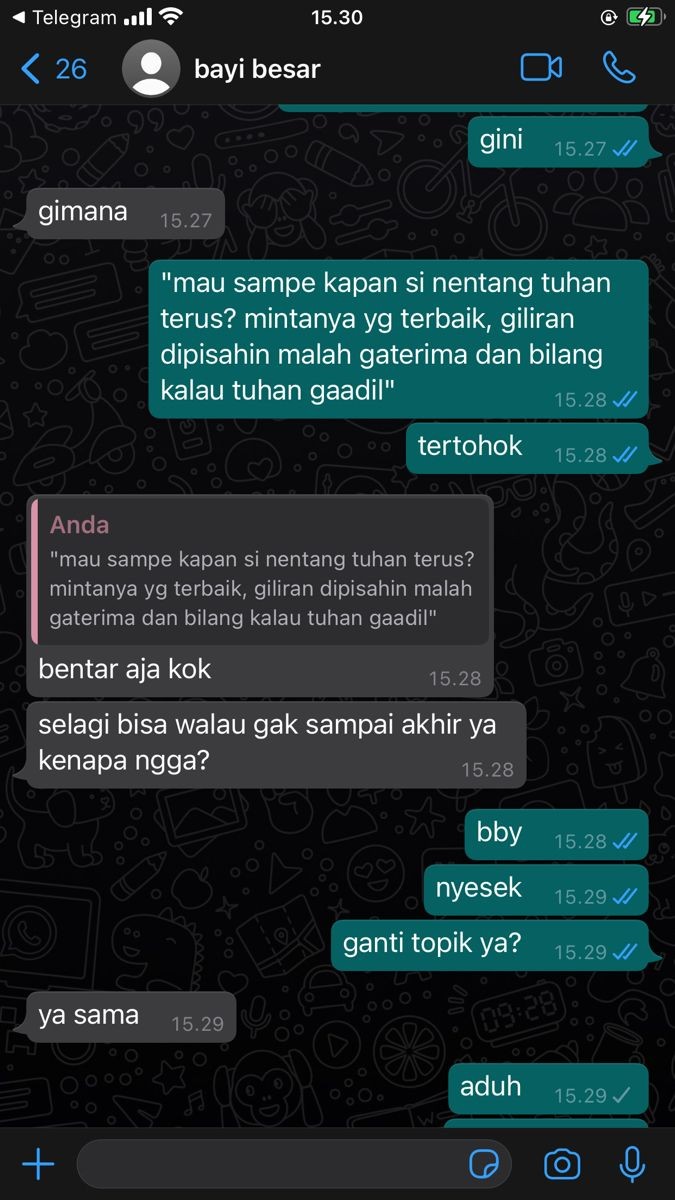 Telegram
15.30
26
bayi besar
gini 15.27
gimana 15.27
"mau sampe kapan si nentang tuhan
terus? mintanya yg terbaik, giliran
dipisahin malah gaterima dan bilang
kalau tuhan gaadil" 15.28
tertohok 15.28
Anda
"mau sampe kapan si nentang tuhan terus?
mintanya yg terbaik, giliran dipisahin malah
gaterima dan bilang kalau tuhan gaadil"
bentar aja kok 15.28
selagi bisa walau gak sampai akhir ya
kenapa ngga? 15.28
bby 15.28
nyesek 15.29
ganti topik ya? 15.29
ya sama 15.29
09:28
aduh 15.29